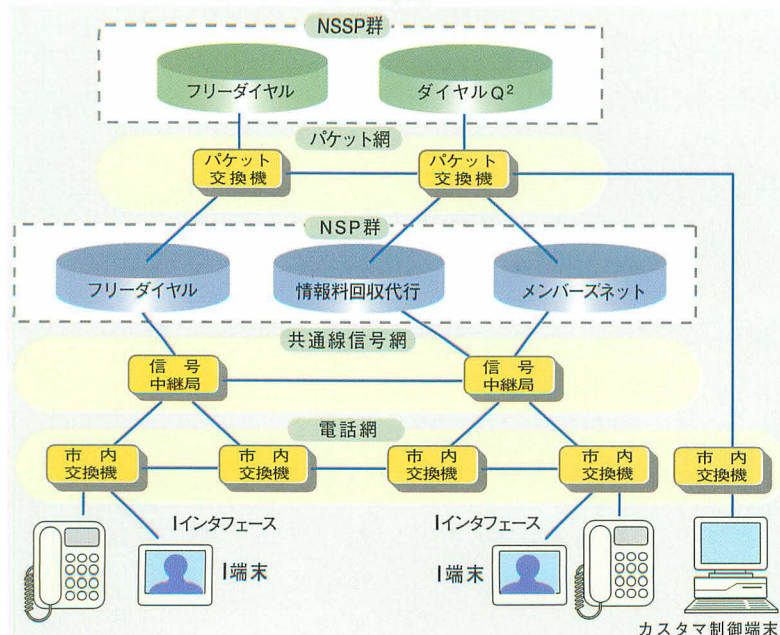 NSSP群
フリーダイヤル
ダイヤルQ²
パケット網
パケット
交換機
パケット
交換機
NSP群
フリーダイヤル
情報料回収代行
メンバーズネット
共通線信号網
信号
中継局
信号
中継局
電話網
市内
交換機
市内
交換機
市内
交換機
市内
交換機
市内
交換機
Iインタフェース
I端末
Iインタフェース
I端末
カスタマ制御端末